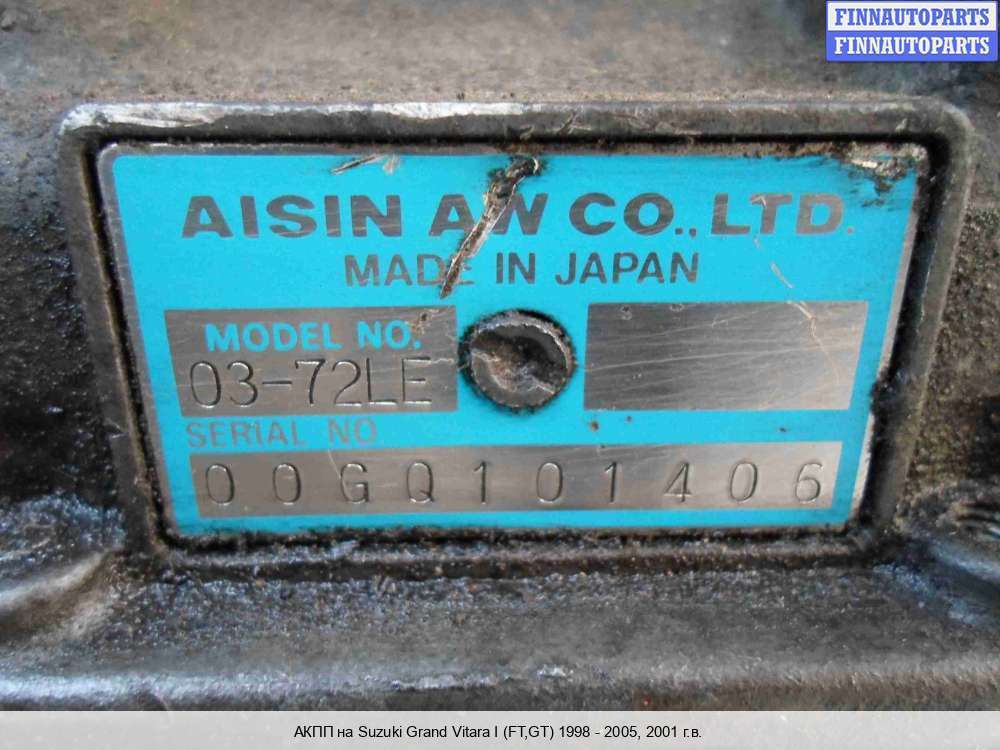 FINNAUTOPARTS
FINNAUTOPARTS
AISIN AW CO., LTD.
MADE IN JAPAN
MODEL NO.
03-72LE
SERIAL NO
00GQ101406
АКПП на Suzuki Grand Vitara I (FT,GT) 1998 - 2005, 2001 г.в.